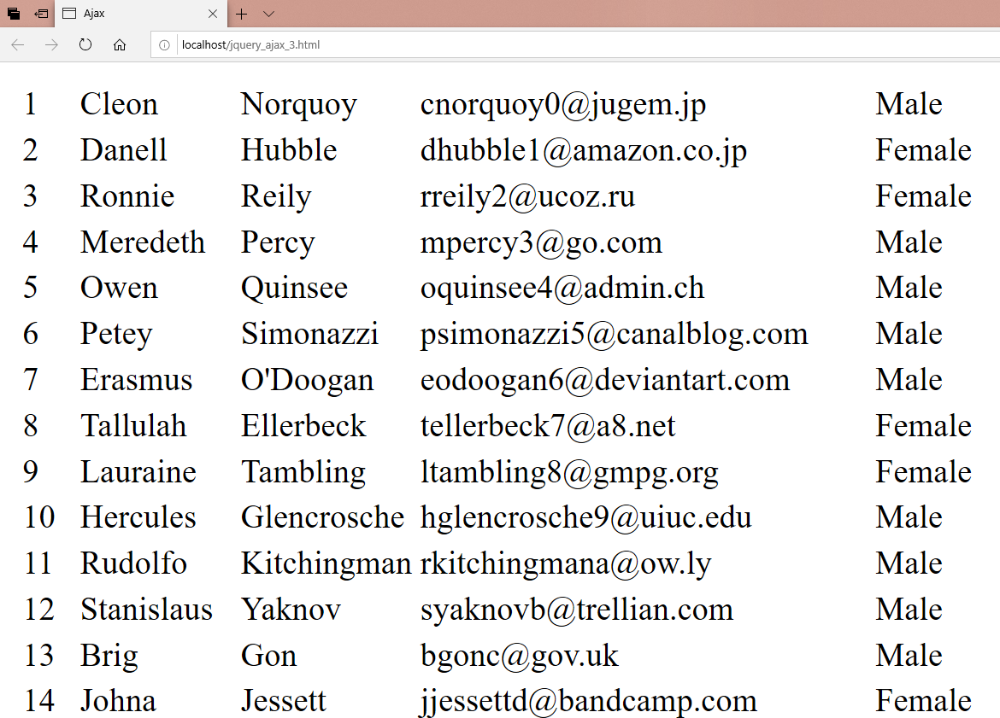 Ajax
localhost/jquery_ajax_3.html
1 Cleon Norquoy cnorquoy0@jugem.jp Male
2 Danell Hubble dhubble1@amazon.co.jp Female
3 Ronnie Reily rreily2@ucoz.ru Female
4 Meredeth Percy mpercy3@go.com Male
5 Owen Quinsee oquinsee4@admin.ch Male
6 Petey Simonazzi psimonazzi5@canalblog.com Male
7 Erasmus O'Doogan eodoogan6@deviantart.com Male
8 Tallulah Ellerbeck tellerbeck7@a8.net Female
9 Lauraine Tambling ltambling8@gmpg.org Female
10 Hercules Glencrosche hglencrosche9@uiuc.edu Male
11 Rudolfo Kitchingman rkitchingmana@ow.ly Male
12 Stanislaus Yaknov syaknovb@trellian.com Male
13 Brig Gon bgonc@gov.uk Male
14 Johna Jessett jjessettd@bandcamp.com Female